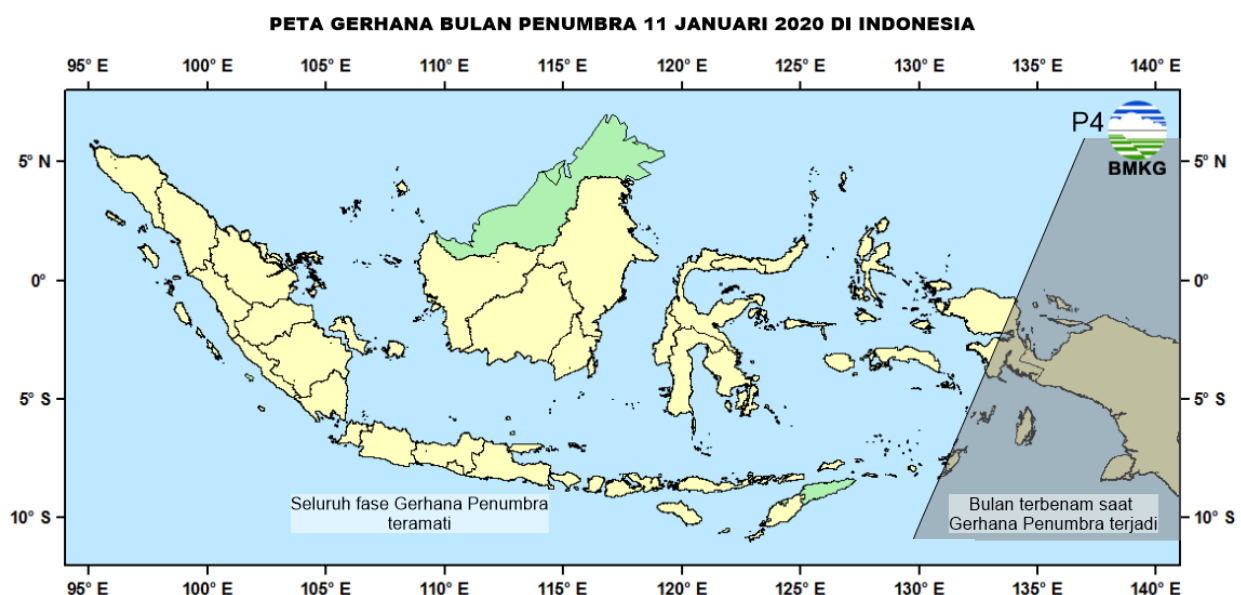 PETA GERHANA BULAN PENUMBRA 11 JANUARI 2020 DI INDONESIA
95° E 100° E 105° E 110° E 115° E 120° E 125° E 130° E 135° E 140° E
P4
5° N 5° N
BMKG
0° 0°
5° S 5° S
Seluruh fase Gerhana Penumbra
teramati
Bulan terbenam saat
Gerhana Penumbra terjadi
10° S 10° S
95° E 100° E 105° E 110° E 115° E 120° E 125° E 130° E 135° E 140° E